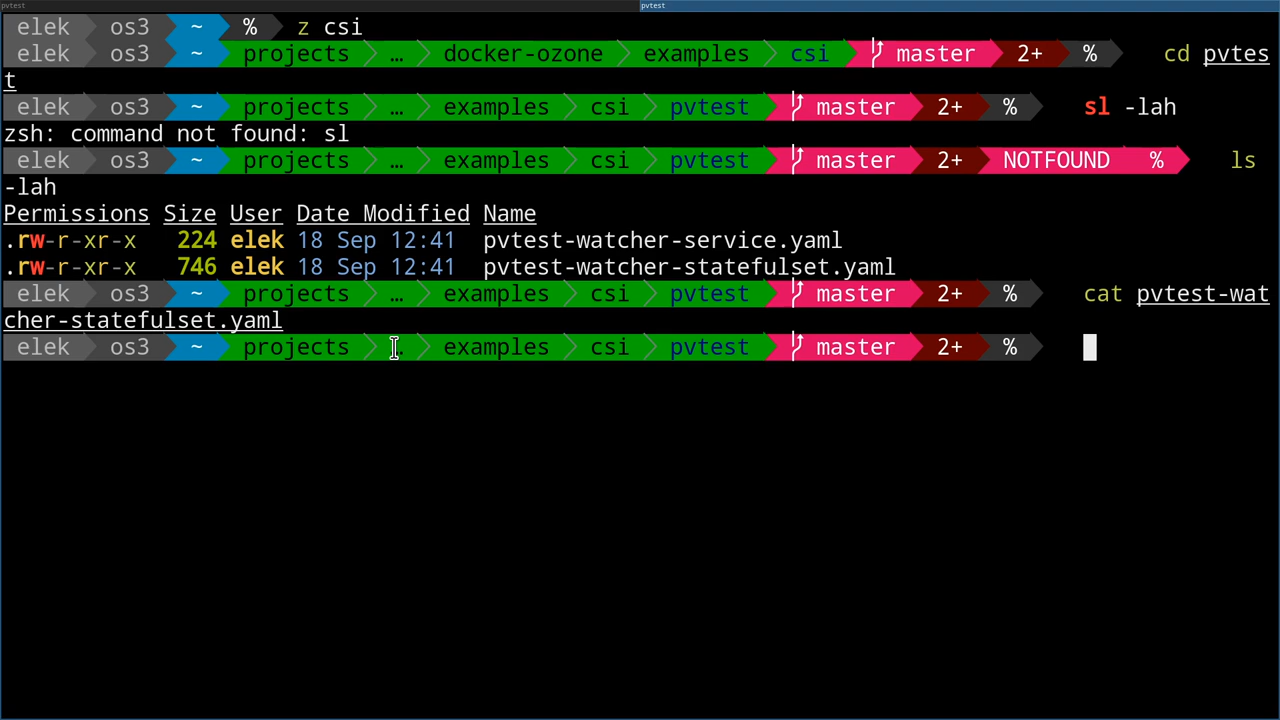 pvtest pvtest
elek os3 ~ % z csi
elek os3 ~ projects … docker-ozone examples csi master 2+ % cd pvtes
t
elek os3 ~ projects … examples csi pvtest master 2+ % sl -lah
zsh: command not found: sl
elek os3 ~ projects … examples csi pvtest master 2+ NOTFOUND % ls
-lah
Permissions Size User Date Modified Name
.rw-r-xr-x 224 elek 18 Sep 12:41 pvtest-watcher-service.yaml
.rw-r-xr-x 746 elek 18 Sep 12:41 pvtest-watcher-statefulset.yaml
elek os3 ~ projects … examples csi pvtest master 2+ % cat pvtest-wat
cher-statefulset.yaml
elek os3 ~ projects … examples csi pvtest master 2+ %